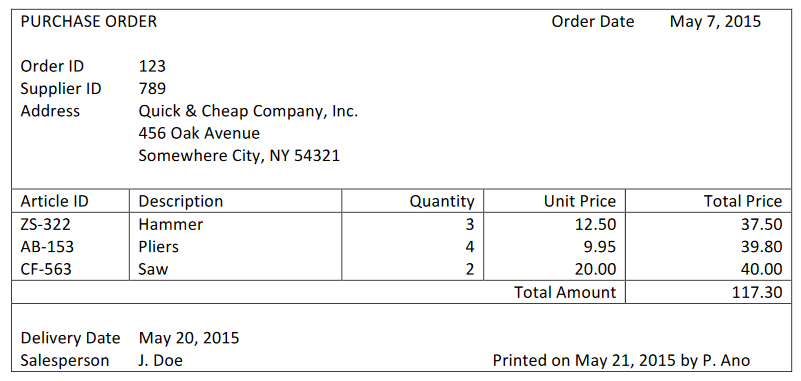 PURCHASE ORDER Order Date May 7, 2015
Order ID 123
Supplier ID 789
Address Quick & Cheap Company, Inc.
456 Oak Avenue
Somewhere City, NY 54321
Article ID Description Quantity Unit Price Total Price
ZS-322 Hammer 3 12.50 37.50
AB-153 Pliers 4 9.95 39.80
CF-563 Saw 2 20.00 40.00
Total Amount 117.30
Delivery Date May 20, 2015
Salesperson J. Doe Printed on May 21, 2015 by P. Ano